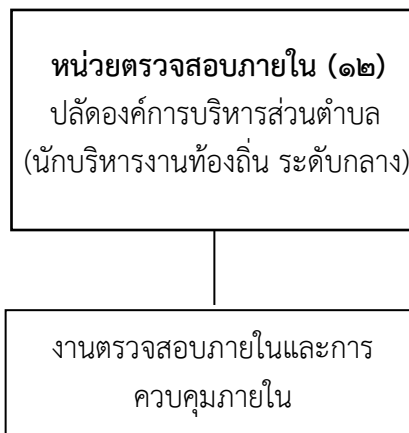 หน่วยตรวจสอบภายใน (๑๒)
ปลัดองค์การบริหารส่วนตำบล
(นักบริหารงานท้องถิ่น ระดับกลาง)
งานตรวจสอบภายในและการ
ควบคุมภายใน